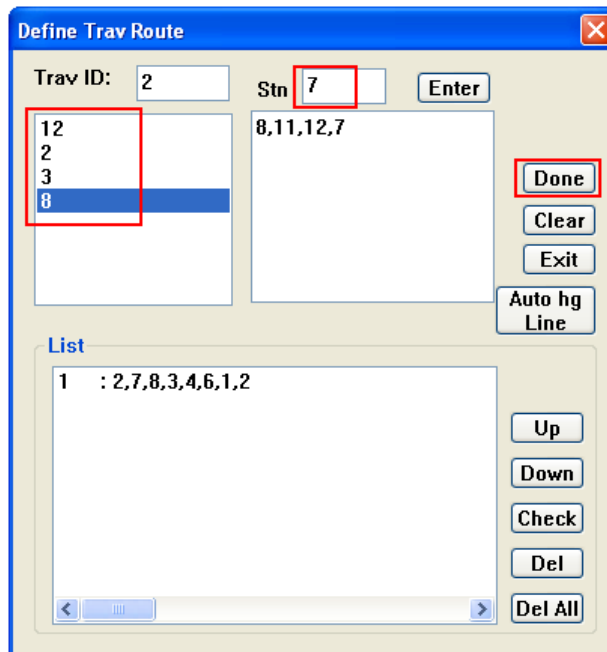 Define Trav Route
Trav ID: 2
Stn 7
Enter
12
2
3
8
8,11,12,7
Done
Clear
Exit
Auto hg
Line
List
1 : 2,7,8,3,4,6,1,2
Up
Down
Check
Del
Del All